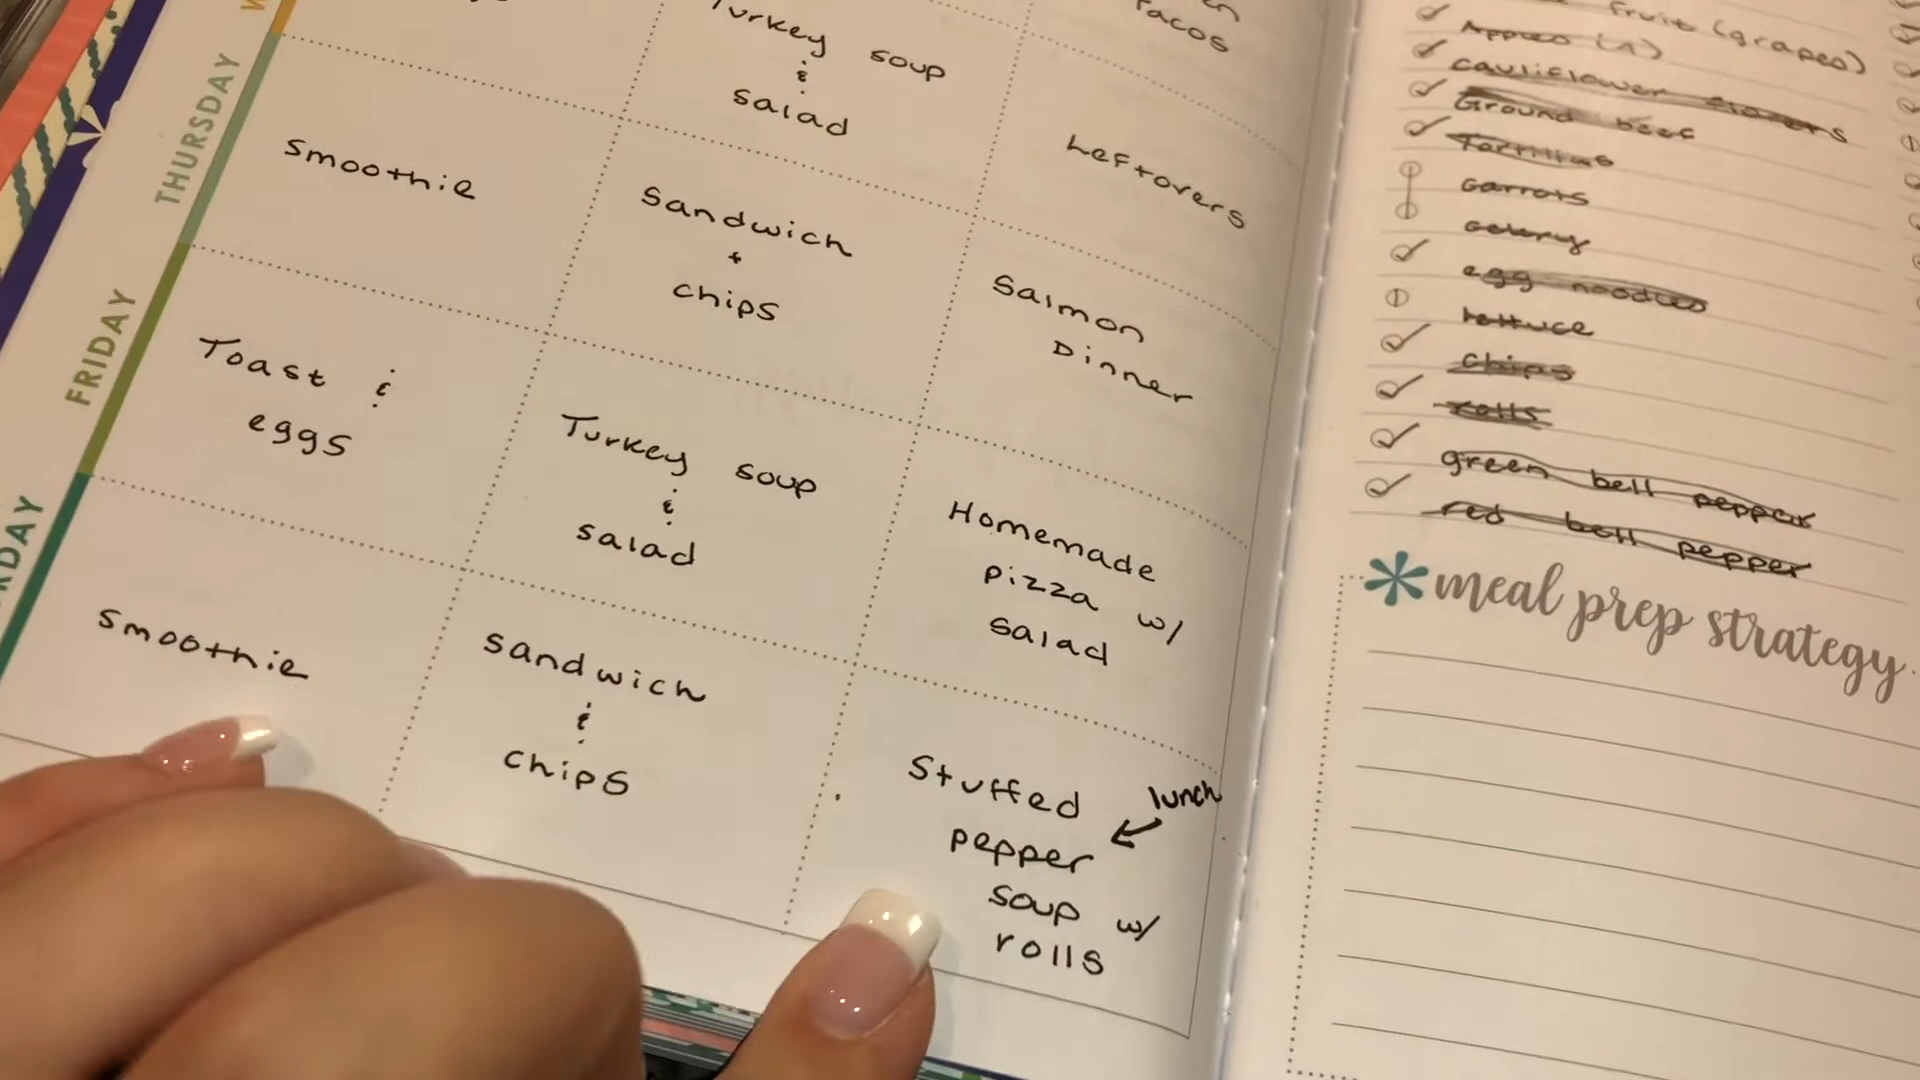 Tacos
Turkey soup
&
salad
THURSDAY
smoothie
Sandwich
+
chips
Leftovers
FRIDAY
Toast &
eggs
Turkey soup
&
salad
Salmon
Dinner
RDAY
smoothie
sandwich
&
chips
Homemade
pizza w/
salad
Stuffed
pepper
soup w/
rolls
lunch
fruit (grapes)
Apples (A)
cauliflower
Ground beef
Tortillas
carrots
celery
egg noodles
lettuce
chips
rolls
green bell pepper
red bell pepper
meal prep strategy